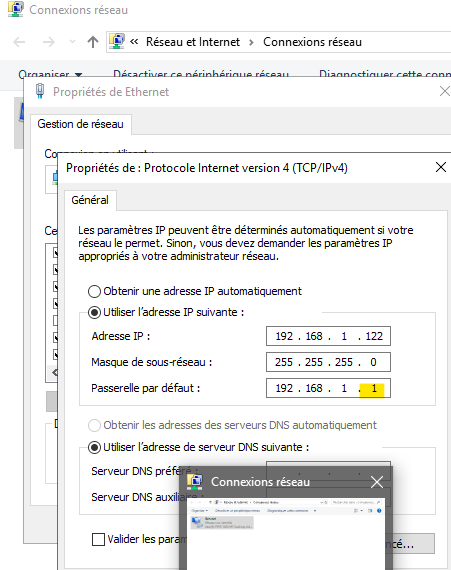 Connexions réseau
« Réseau et Internet > Connexions réseau
Organiser Désactiver ce périphérique réseau Diagnostiquer cette conn
Propriétés de Ethernet
Gestion de réseau
Propriétés de : Protocole Internet version 4 (TCP/IPv4)
Général
Les paramètres IP peuvent être déterminés automatiquement si votre
réseau le permet. Sinon, vous devez demander les paramètres IP
appropriés à votre administrateur réseau.
Obtenir une adresse IP automatiquement
Utiliser l'adresse IP suivante :
Adresse IP : 192 . 168 . 1 . 122
Masque de sous-réseau : 255 . 255 . 255 . 0
Passerelle par défaut : 192 . 168 . 1 . 1
Obtenir les adresses des serveurs DNS automatiquement
Utiliser l'adresse de serveur DNS suivante :
Serveur DNS préféré :
Serveur DNS auxiliaire
Connexions réseau
Valider les param
ncé...